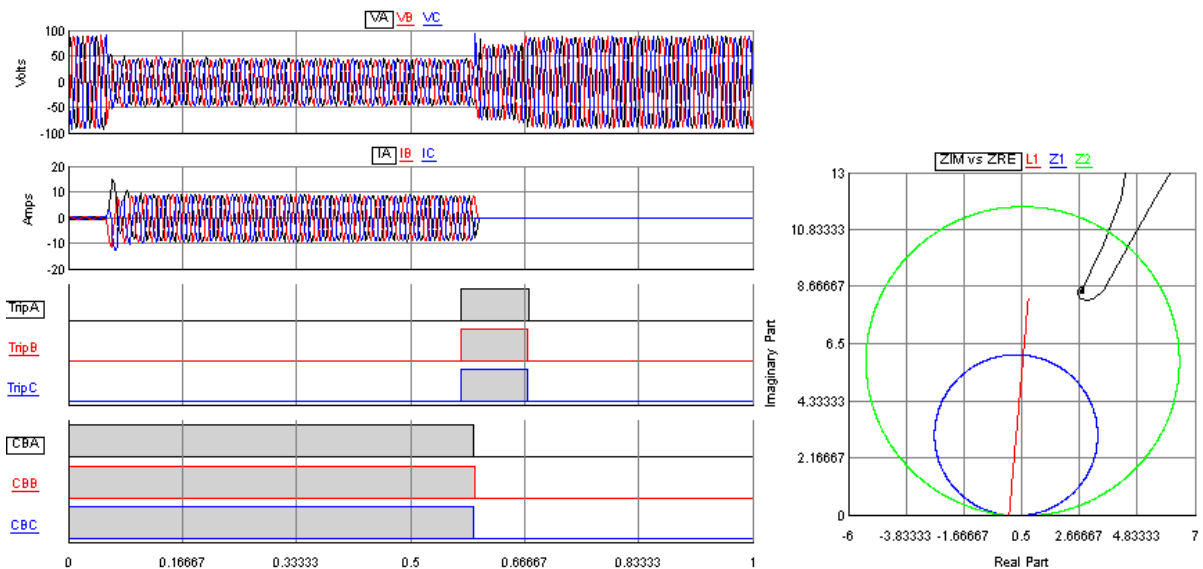 VA VB VC
100
50
0
-50
-100
Volts
IA IB IC
20
10
0
-10
-20
Amps
TripA
TripB
TripC
CBA
CBB
CBC
0 0.16667 0.33333 0.5 0.66667 0.83333 1
ZIM vs ZRE L1 Z1 Z2
13
10.83333
8.66667
6.5
4.33333
2.16667
0
Imaginary Part
-6 -3.83333 -1.66667 0.5 2.66667 4.83333 7
Real Part